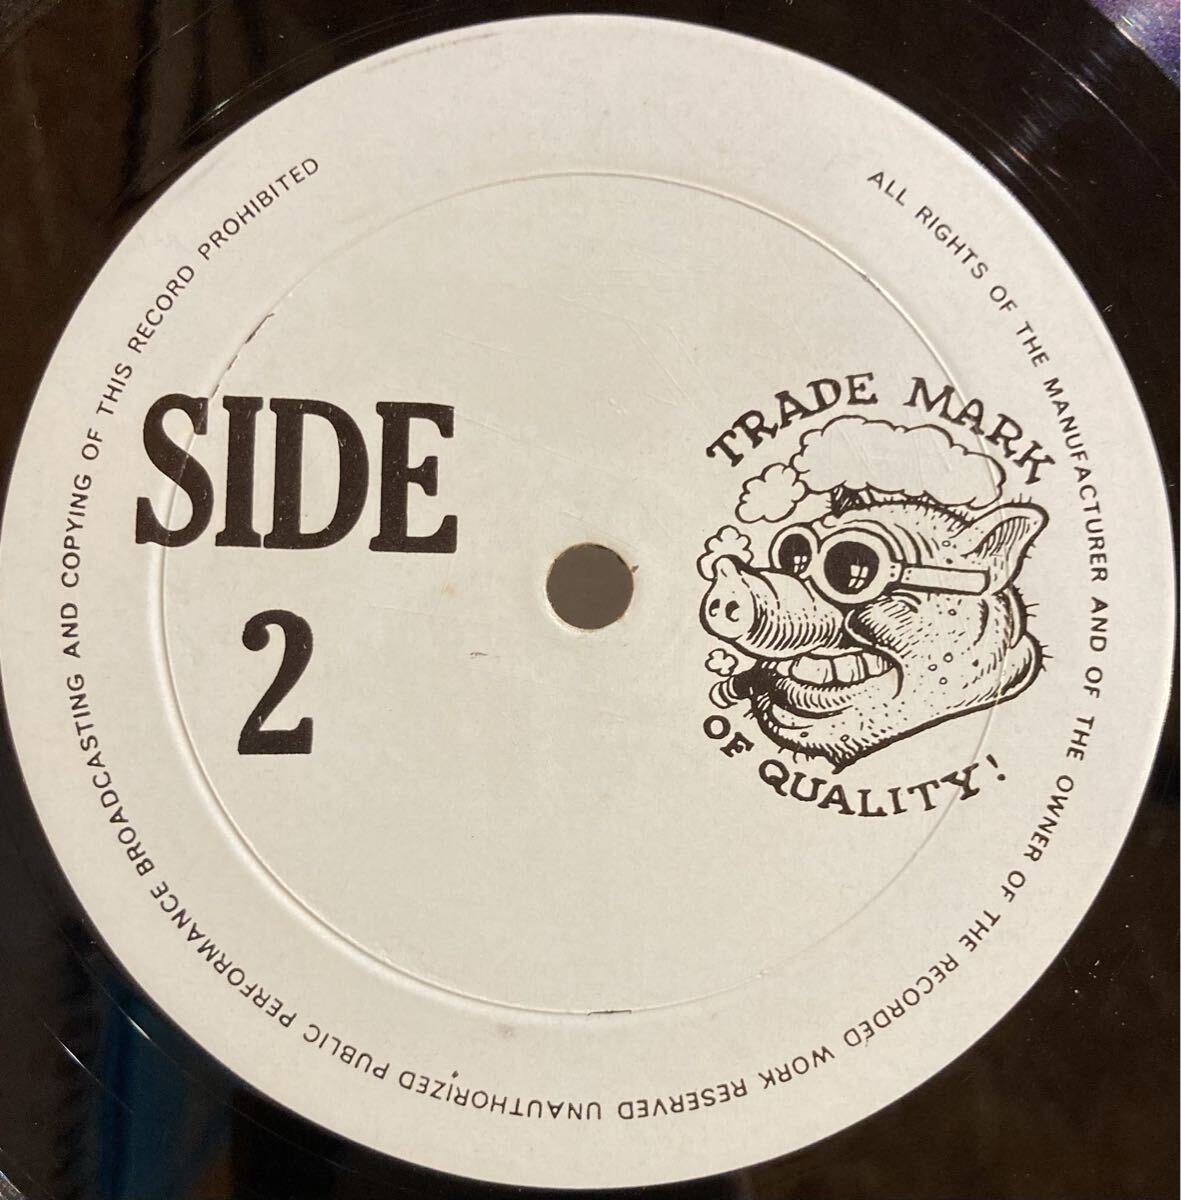 SIDE
2
TRADE MARK
OF QUALITY!
ALL RIGHTS OF THE MANUFACTURER AND OF THE OWNER OF THE RECORDED WORK RESERVED UNAUTHORIZED PUBLIC PERFORMANCE BROADCASTING AND COPYING OF THIS RECORD PROHIBITED